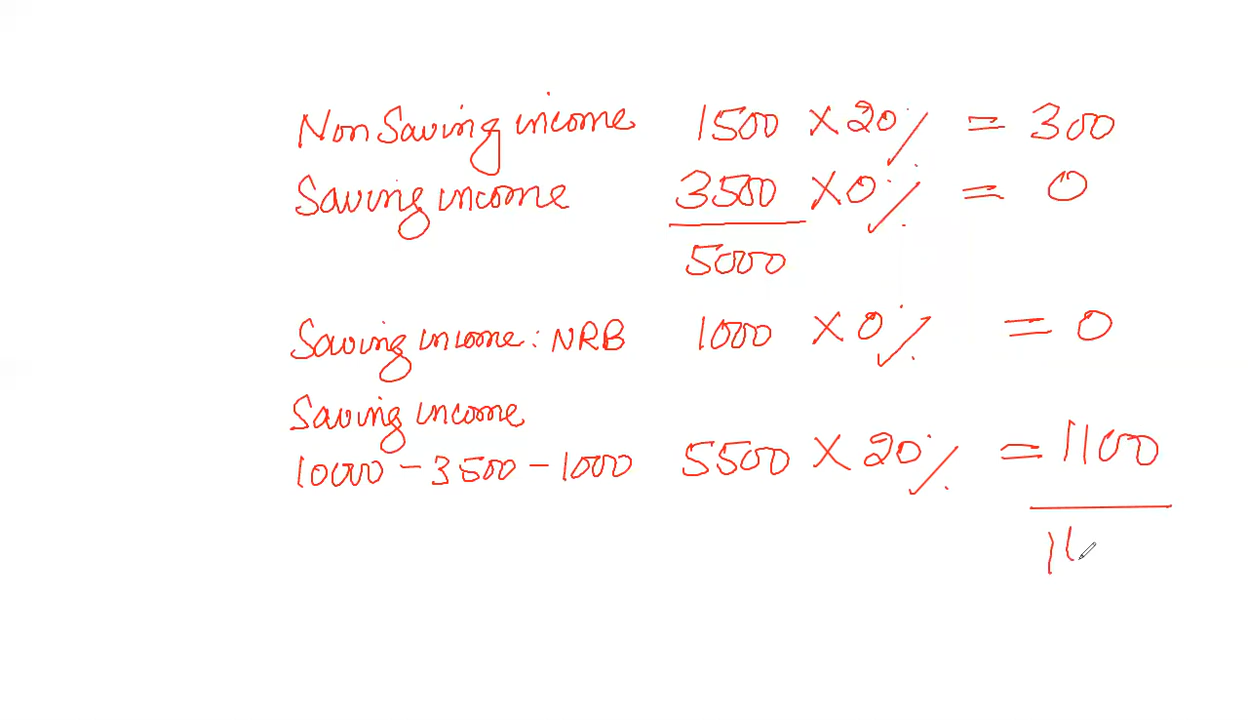 Non Saving income 1500 × 20% = 300
Saving income 3500 × 0% = 0
5000
Saving income: NRB 1000 × 0% = 0
Saving income
10000 - 3500 - 1000 5500 × 20% = 1100